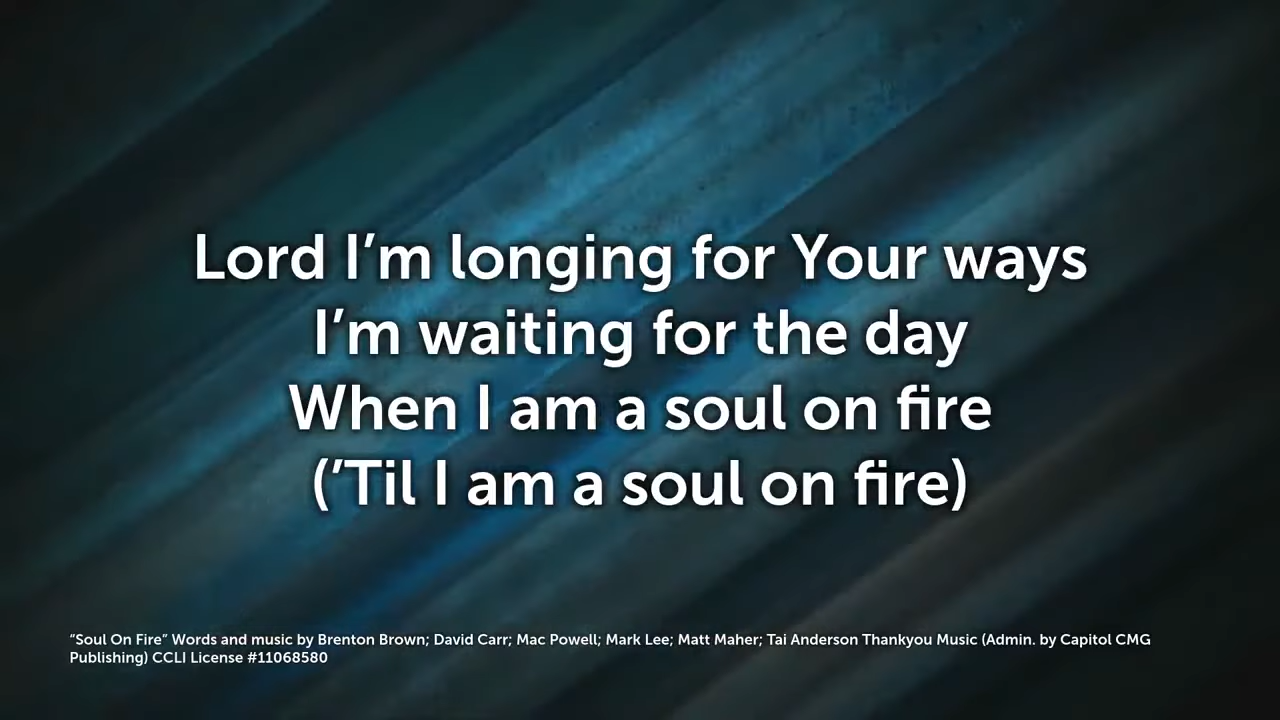 Lord I’m longing for Your ways
I’m waiting for the day
When I am a soul on fire
(’Til I am a soul on fire)
“Soul On Fire” Words and music by Brenton Brown; David Carr; Mac Powell; Mark Lee; Matt Maher; Tai Anderson Thankyou Music (Admin. by Capitol CMG
Publishing) CCLI License #11068580